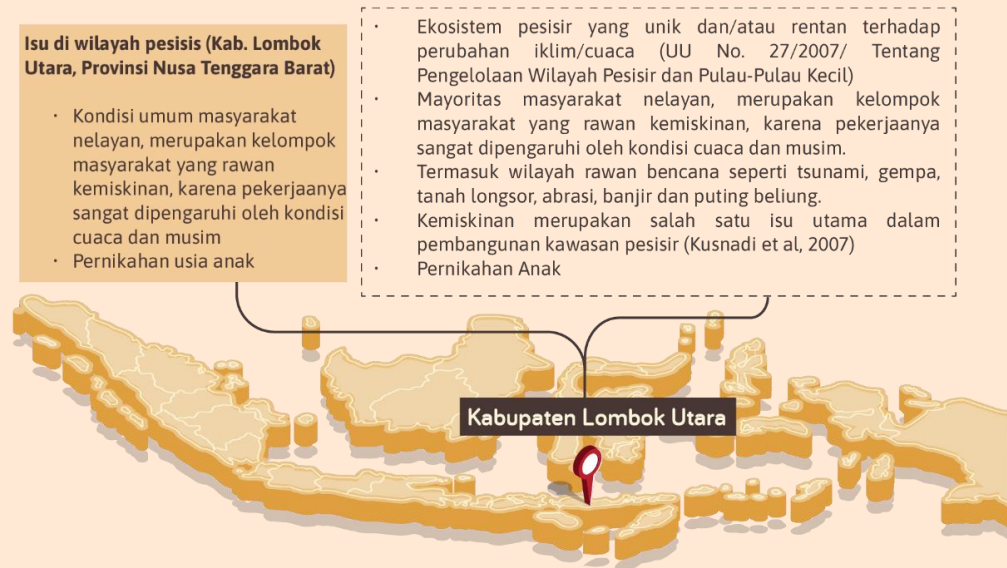 Isu di wilayah pesisis (Kab. Lombok
Utara, Provinsi Nusa Tenggara Barat)
· Kondisi umum masyarakat
nelayan, merupakan kelompok
masyarakat yang rawan
kemiskinan, karena pekerjaanya
sangat dipengaruhi oleh kondisi
cuaca dan musim
· Pernikahan usia anak
· Ekosistem pesisir yang unik dan/atau rentan terhadap
perubahan iklim/cuaca (UU No. 27/2007/ Tentang
Pengelolaan Wilayah Pesisir dan Pulau-Pulau Kecil)
· Mayoritas masyarakat nelayan, merupakan kelompok
masyarakat yang rawan kemiskinan, karena pekerjaanya
sangat dipengaruhi oleh kondisi cuaca dan musim.
· Termasuk wilayah rawan bencana seperti tsunami, gempa,
tanah longsor, abrasi, banjir dan puting beliung.
· Kemiskinan merupakan salah satu isu utama dalam
pembangunan kawasan pesisir (Kusnadi et al, 2007)
· Pernikahan Anak
Kabupaten Lombok Utara